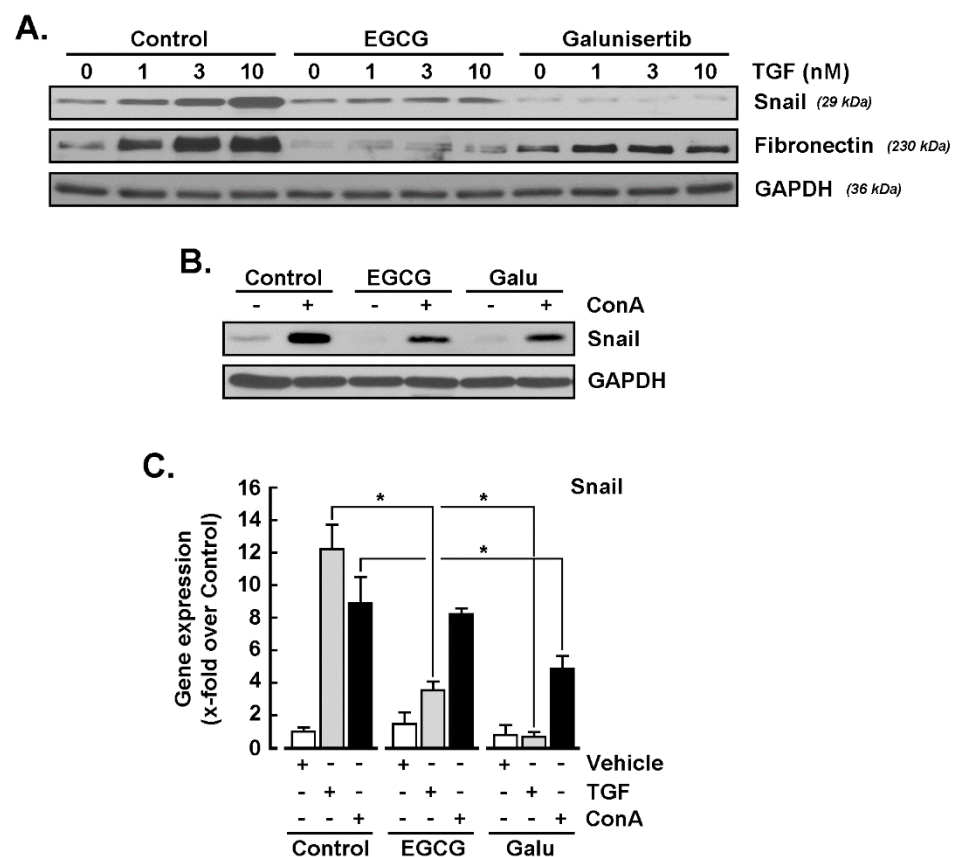 A.
Control EGCG Galunisertib
0 1 3 10 0 1 3 10 0 1 3 10 TGF (nM)
Snail (29 kDa)
Fibronectin (230 kDa)
GAPDH (36 kDa)
B.
Control EGCG Galu
- + - + - + ConA
Snail
GAPDH
C.
Snail
Gene expression
(x-fold over Control)
16
14
12
10
8
6
4
2
0
* *
*
+ - - + - - + - - Vehicle
- + - - + - - + - TGF
- - + - - + - - + ConA
Control EGCG Galu